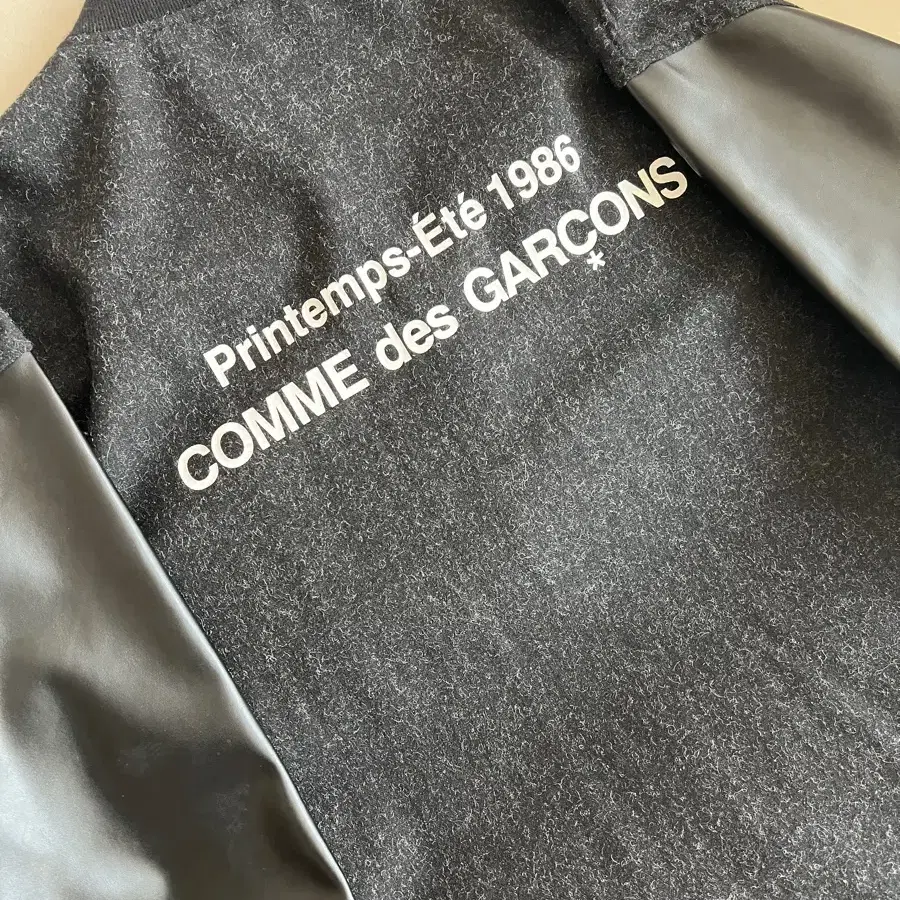 Printemps-Été 1986
COMME des GARÇONS
*